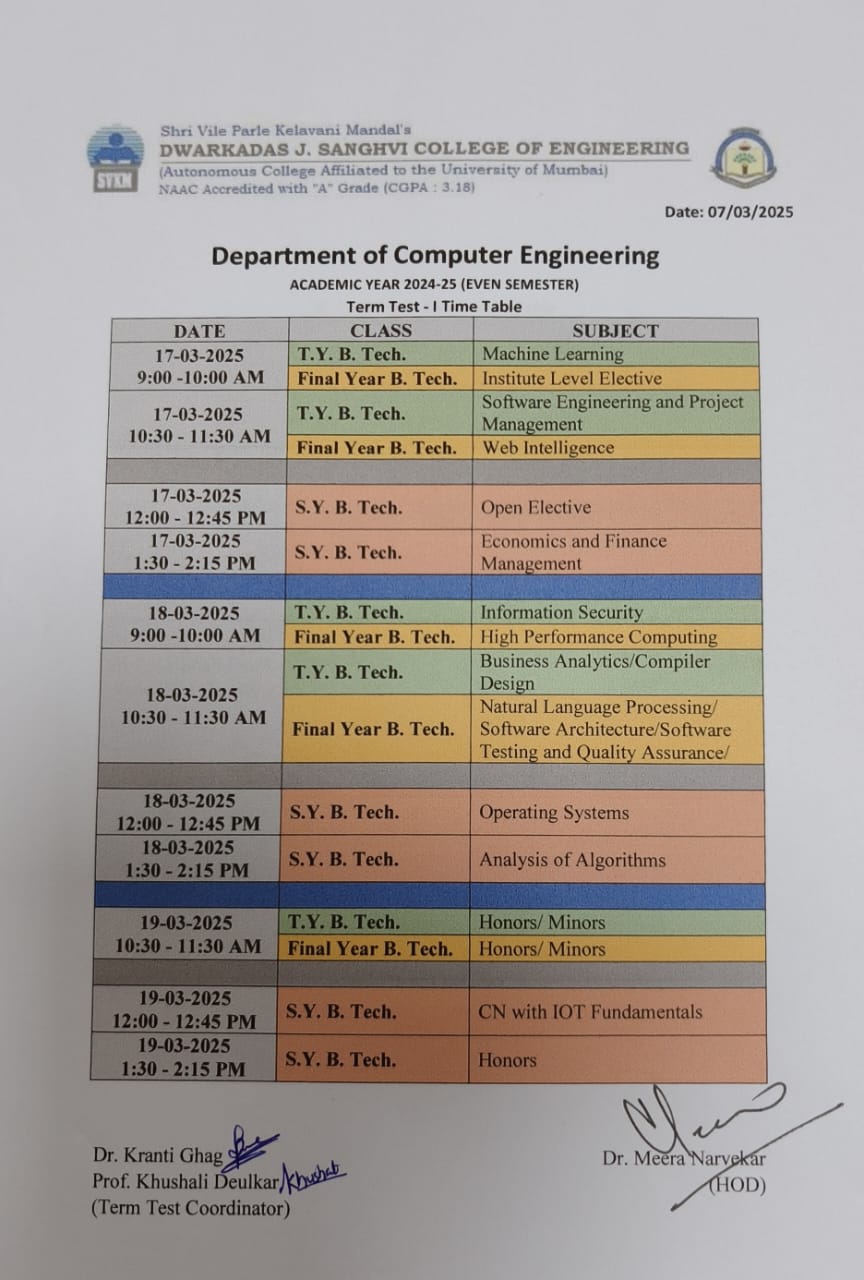 Shri Vile Parle Kelavani Mandal's
DWARKADAS J. SANGHVI COLLEGE OF ENGINEERING
(Autonomous College Affiliated to the University of Mumbai)
NAAC Accredited with "A" Grade (CGPA : 3.18)
SVKM
Date: 07/03/2025
Department of Computer Engineering
ACADEMIC YEAR 2024-25 (EVEN SEMESTER)
Term Test - I Time Table
DATE CLASS SUBJECT
17-03-2025
9:00 -10:00 AM
T.Y. B. Tech. Machine Learning
Final Year B. Tech. Institute Level Elective
17-03-2025
10:30 - 11:30 AM
T.Y. B. Tech. Software Engineering and Project
Management
Final Year B. Tech. Web Intelligence
17-03-2025
12:00 - 12:45 PM
S.Y. B. Tech. Open Elective
17-03-2025
1:30 - 2:15 PM
S.Y. B. Tech. Economics and Finance
Management
18-03-2025
9:00 -10:00 AM
T.Y. B. Tech. Information Security
Final Year B. Tech. High Performance Computing
18-03-2025
10:30 - 11:30 AM
T.Y. B. Tech. Business Analytics/Compiler
Design
Final Year B. Tech. Natural Language Processing/
Software Architecture/Software
Testing and Quality Assurance/
18-03-2025
12:00 - 12:45 PM
S.Y. B. Tech. Operating Systems
18-03-2025
1:30 - 2:15 PM
S.Y. B. Tech. Analysis of Algorithms
19-03-2025
10:30 - 11:30 AM
T.Y. B. Tech. Honors/ Minors
Final Year B. Tech. Honors/ Minors
19-03-2025
12:00 - 12:45 PM
S.Y. B. Tech. CN with IOT Fundamentals
19-03-2025
1:30 - 2:15 PM
S.Y. B. Tech. Honors
Dr. Kranti Ghag
Prof. Khushali Deulkar
(Term Test Coordinator)
Dr. Meera Narvekar
(HOD)